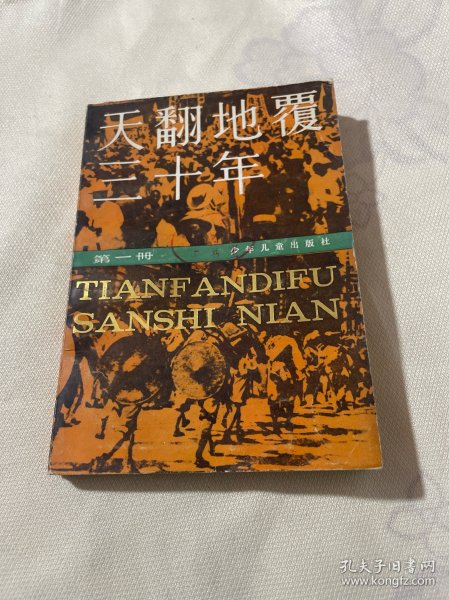 天翻地覆
三十年
第一册 少年儿童出版社
TIANFANDIFU
SANSHI NIAN
孔夫子旧书网
www.kongfz.com